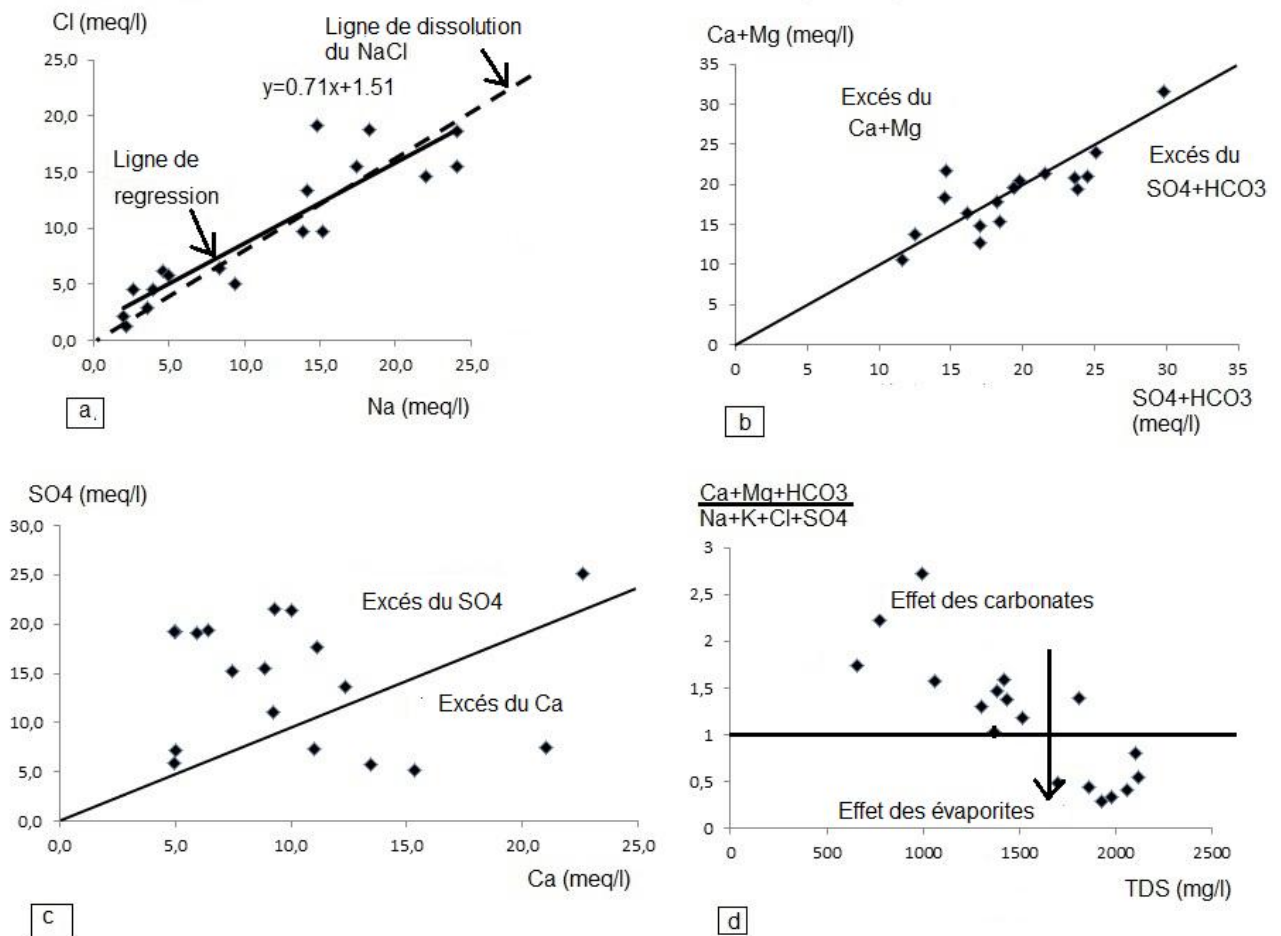 Cl (meq/l)
25,0
20,0
15,0
10,0
5,0
0,0
0,0 5,0 10,0 15,0 20,0 25,0
Na (meq/l)
y=0.71x+1.51
Ligne de dissolution
du NaCl
Ligne de
regression
a.
Ca+Mg (meq/l)
35
30
25
20
15
10
5
0
0 5 10 15 20 25 30 35
SO4+HCO3
(meq/l)
Excés du
Ca+Mg
Excés du
SO4+HCO3
b
SO4 (meq/l)
30,0
25,0
20,0
15,0
10,0
5,0
0,0
0,0 5,0 10,0 15,0 20,0 25,0
Ca (meq/l)
Excés du SO4
Excés du Ca
c
Ca+Mg+HCO3
Na+K+Cl+SO4
3
2,5
2
1,5
1
0,5
0
0 500 1000 1500 2000 2500
TDS (mg/l)
Effet des carbonates
Effet des évaporites
d